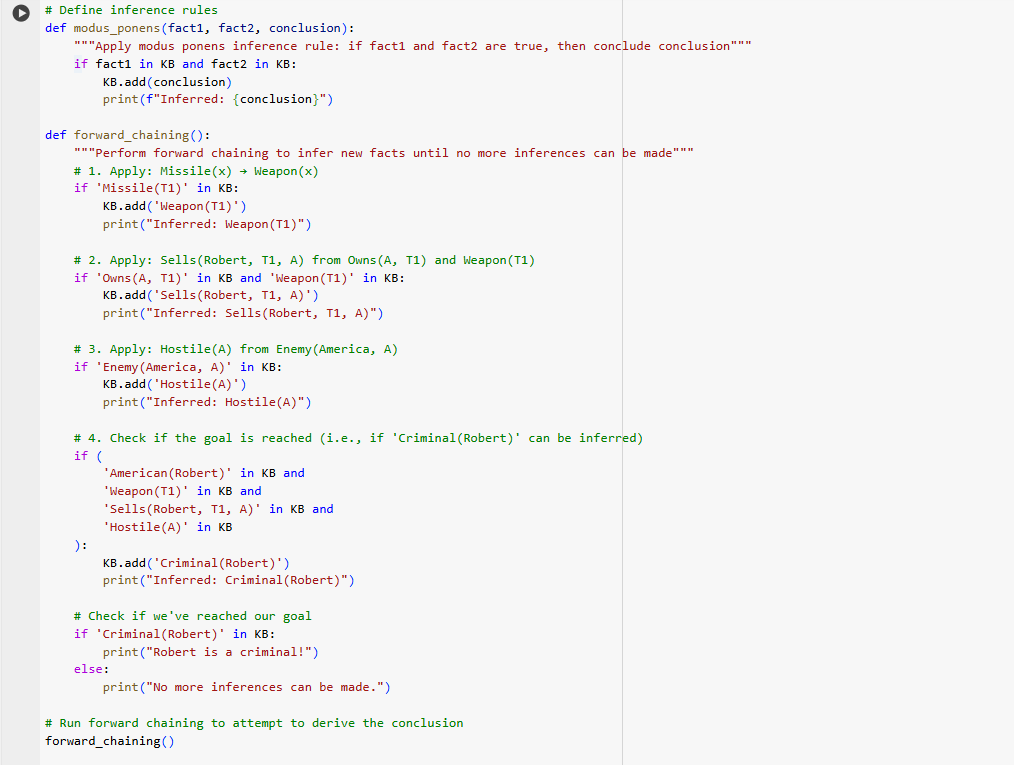 # Define inference rules
def modus_ponens(fact1, fact2, conclusion):
    """Apply modus ponens inference rule: if fact1 and fact2 are true, then conclude conclusion"""
    if fact1 in KB and fact2 in KB:
        KB.add(conclusion)
        print(f"Inferred: {conclusion}")

def forward_chaining():
    """Perform forward chaining to infer new facts until no more inferences can be made"""
    # 1. Apply: Missile(x) → Weapon(x)
    if 'Missile(T1)' in KB:
        KB.add('Weapon(T1)')
        print("Inferred: Weapon(T1)")

    # 2. Apply: Sells(Robert, T1, A) from Owns(A, T1) and Weapon(T1)
    if 'Owns(A, T1)' in KB and 'Weapon(T1)' in KB:
        KB.add('Sells(Robert, T1, A)')
        print("Inferred: Sells(Robert, T1, A)")

    # 3. Apply: Hostile(A) from Enemy(America, A)
    if 'Enemy(America, A)' in KB:
        KB.add('Hostile(A)')
        print("Inferred: Hostile(A)")

    # 4. Check if the goal is reached (i.e., if 'Criminal(Robert)' can be inferred)
    if (
        'American(Robert)' in KB and
        'Weapon(T1)' in KB and
        'Sells(Robert, T1, A)' in KB and
        'Hostile(A)' in KB
    ):
        KB.add('Criminal(Robert)')
        print("Inferred: Criminal(Robert)")

    # Check if we've reached our goal
    if 'Criminal(Robert)' in KB:
        print("Robert is a criminal!")
    else:
        print("No more inferences can be made.")

# Run forward chaining to attempt to derive the conclusion
forward_chaining()